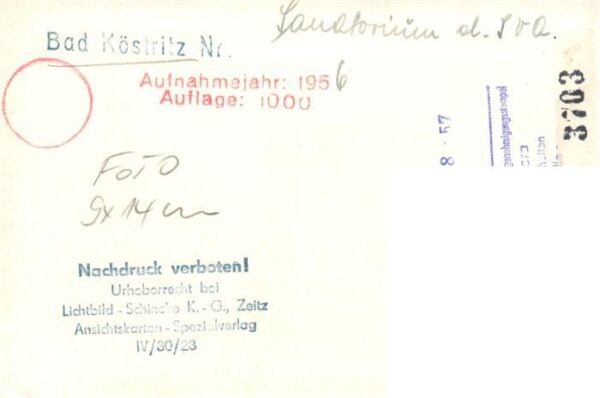 Sanatorium d. SVA.
Bad Köstritz Nr.
Aufnahmejahr: 1956
Auflage: 1000
3703
8 - 57
FOTO
9x14 cm
Nachdruck verboten!
Urheberrecht bei
Lichtbild - Schincke K. - G., Zeitz
Ansichtskarten - Spezialverlag
IV/30/23